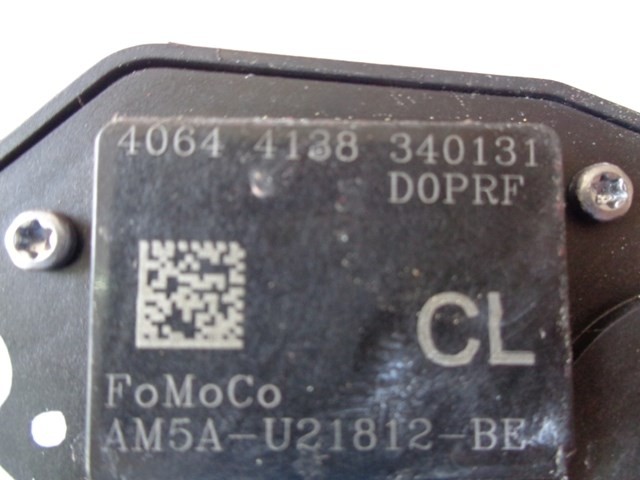 4064 4138 340131
D0PRF
CL
FoMoCo
AM5A-U21812-BE